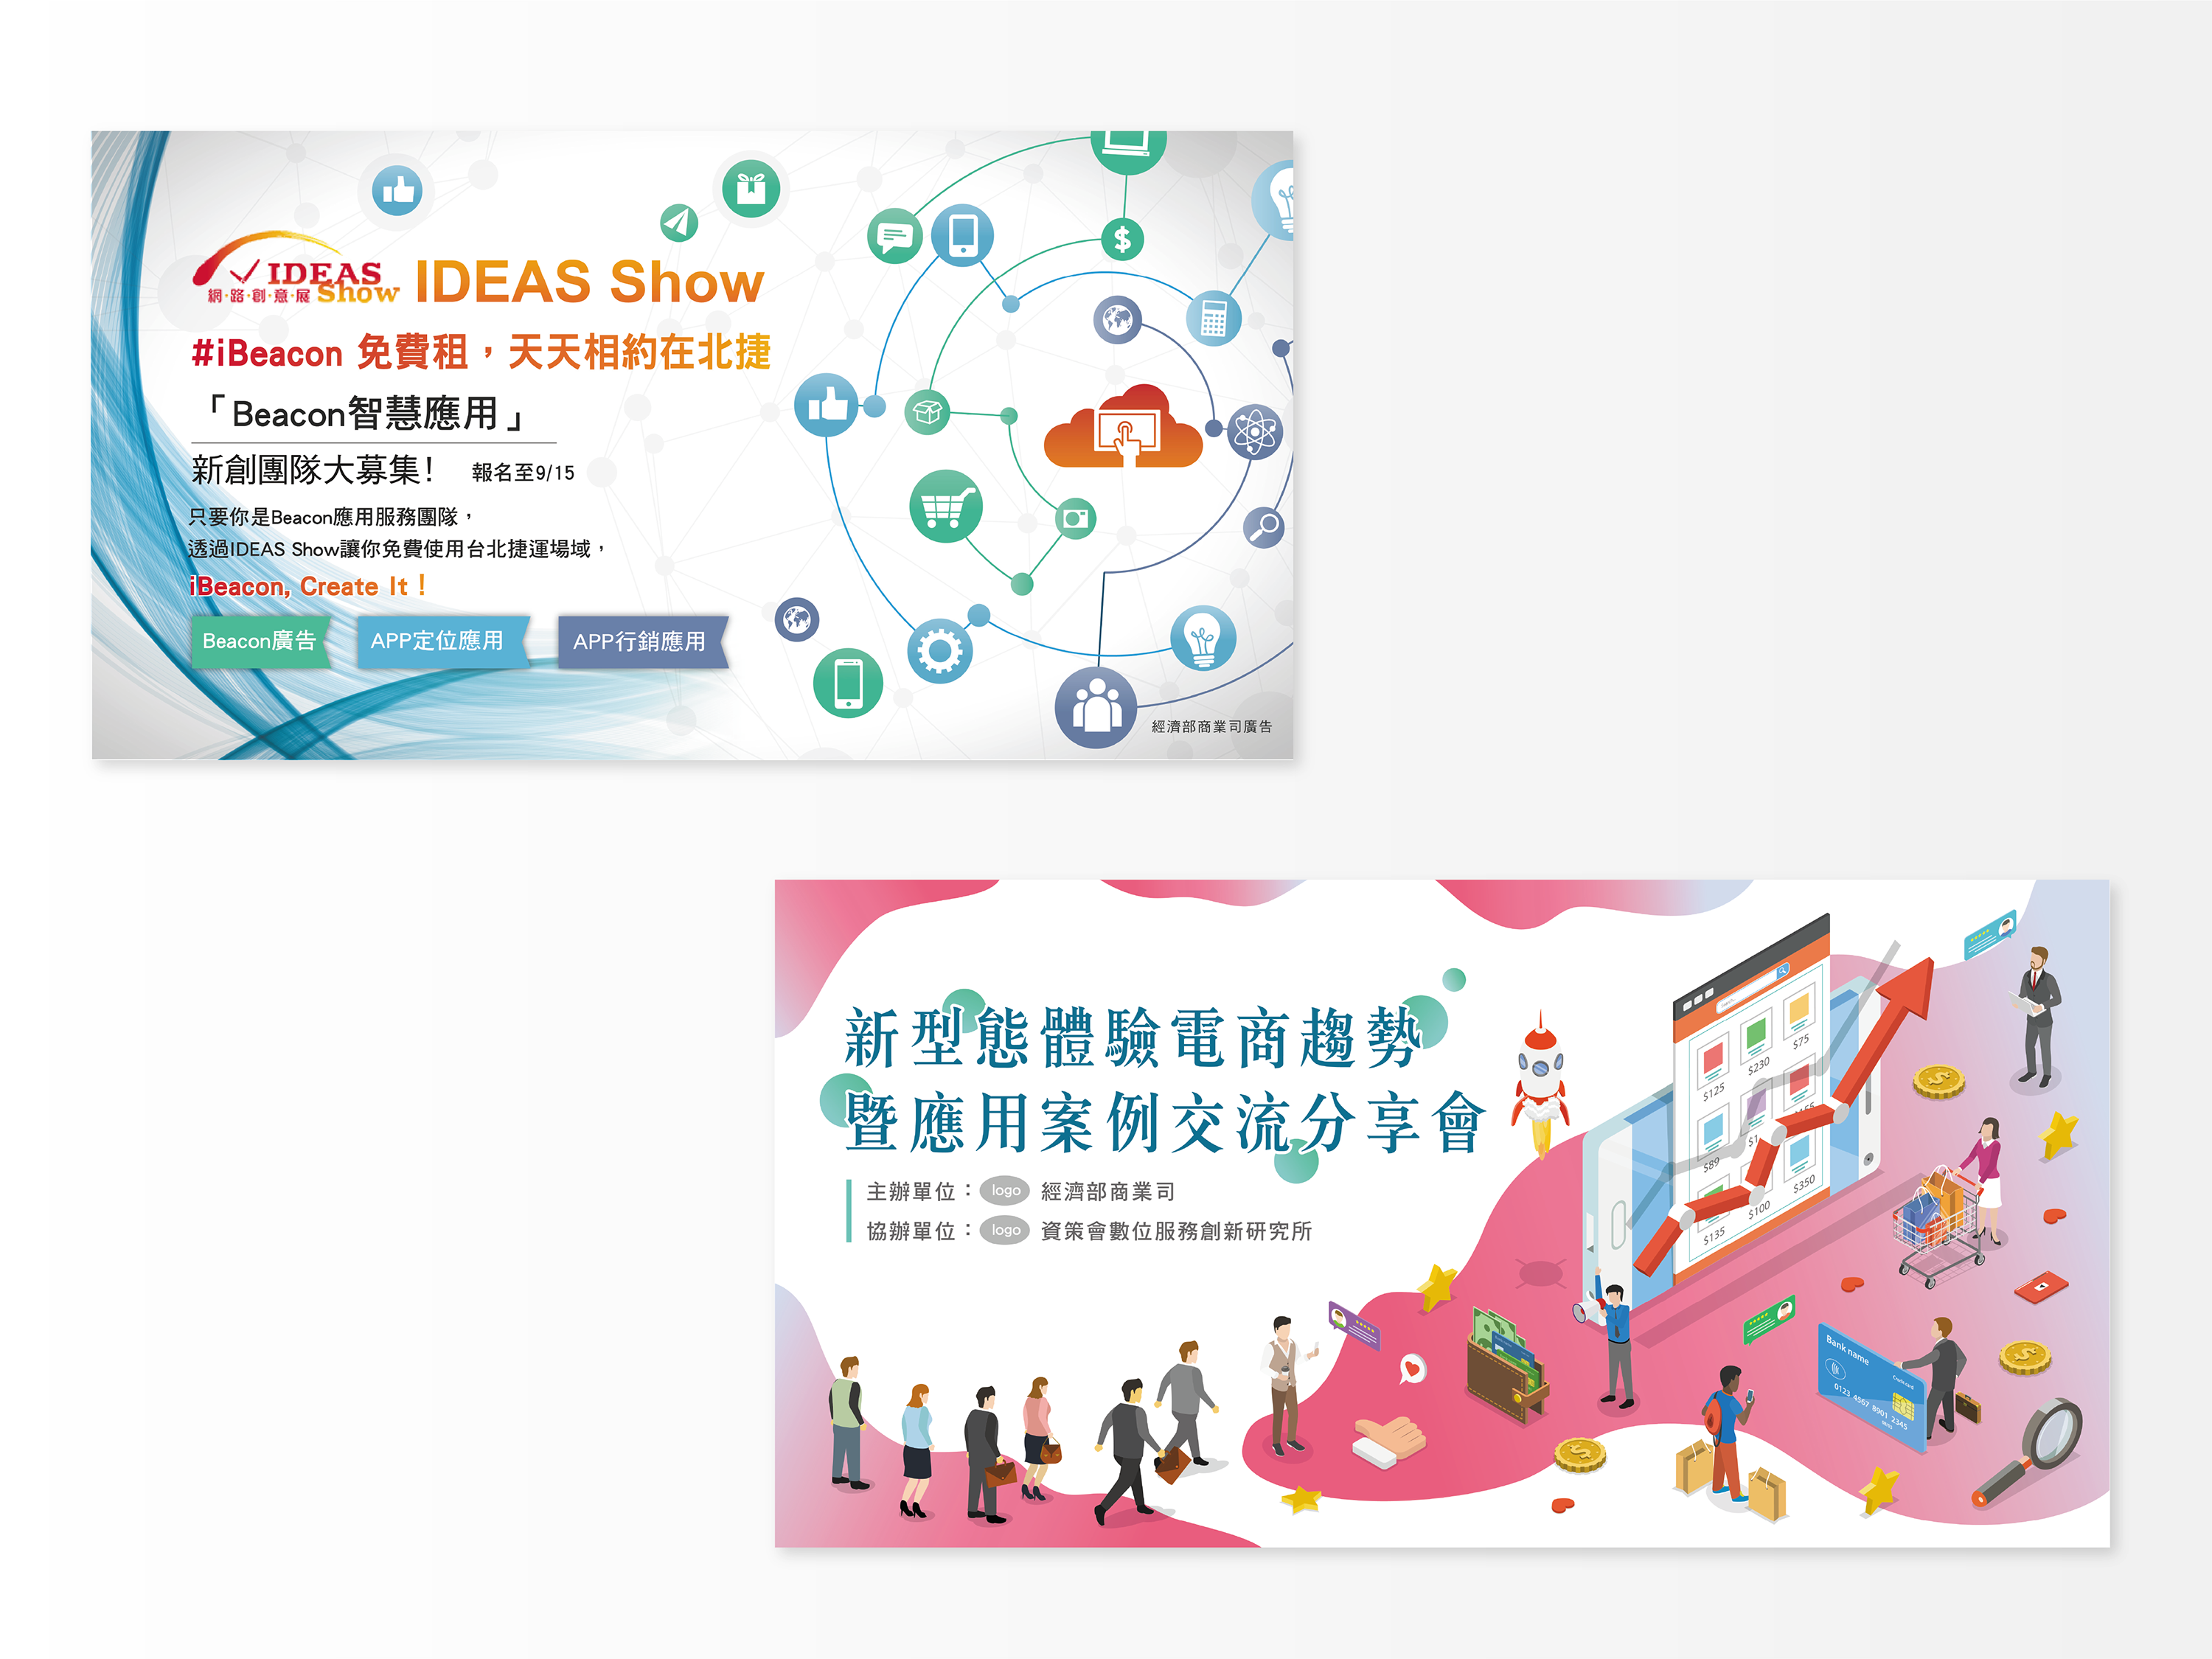 IDEAS
網·路·創·意·展 Show
IDEAS Show
#iBeacon 免費租，天天相約在北捷
「Beacon智慧應用」
新創團隊大募集！ 報名至9/15
只要你是Beacon應用服務團隊，
透過IDEAS Show讓你免費使用台北捷運場域，
iBeacon, Create It！
Beacon廣告 APP定位應用 APP行銷應用
經濟部商業司廣告
新型態體驗電商趨勢
暨應用案例交流分享會
主辦單位：logo 經濟部商業司
協辦單位：logo 資策會數位服務創新研究所
$125 $230 $75
$89
$135 $100 $350
Bank name
Credit card
0123 4567 8901 2345